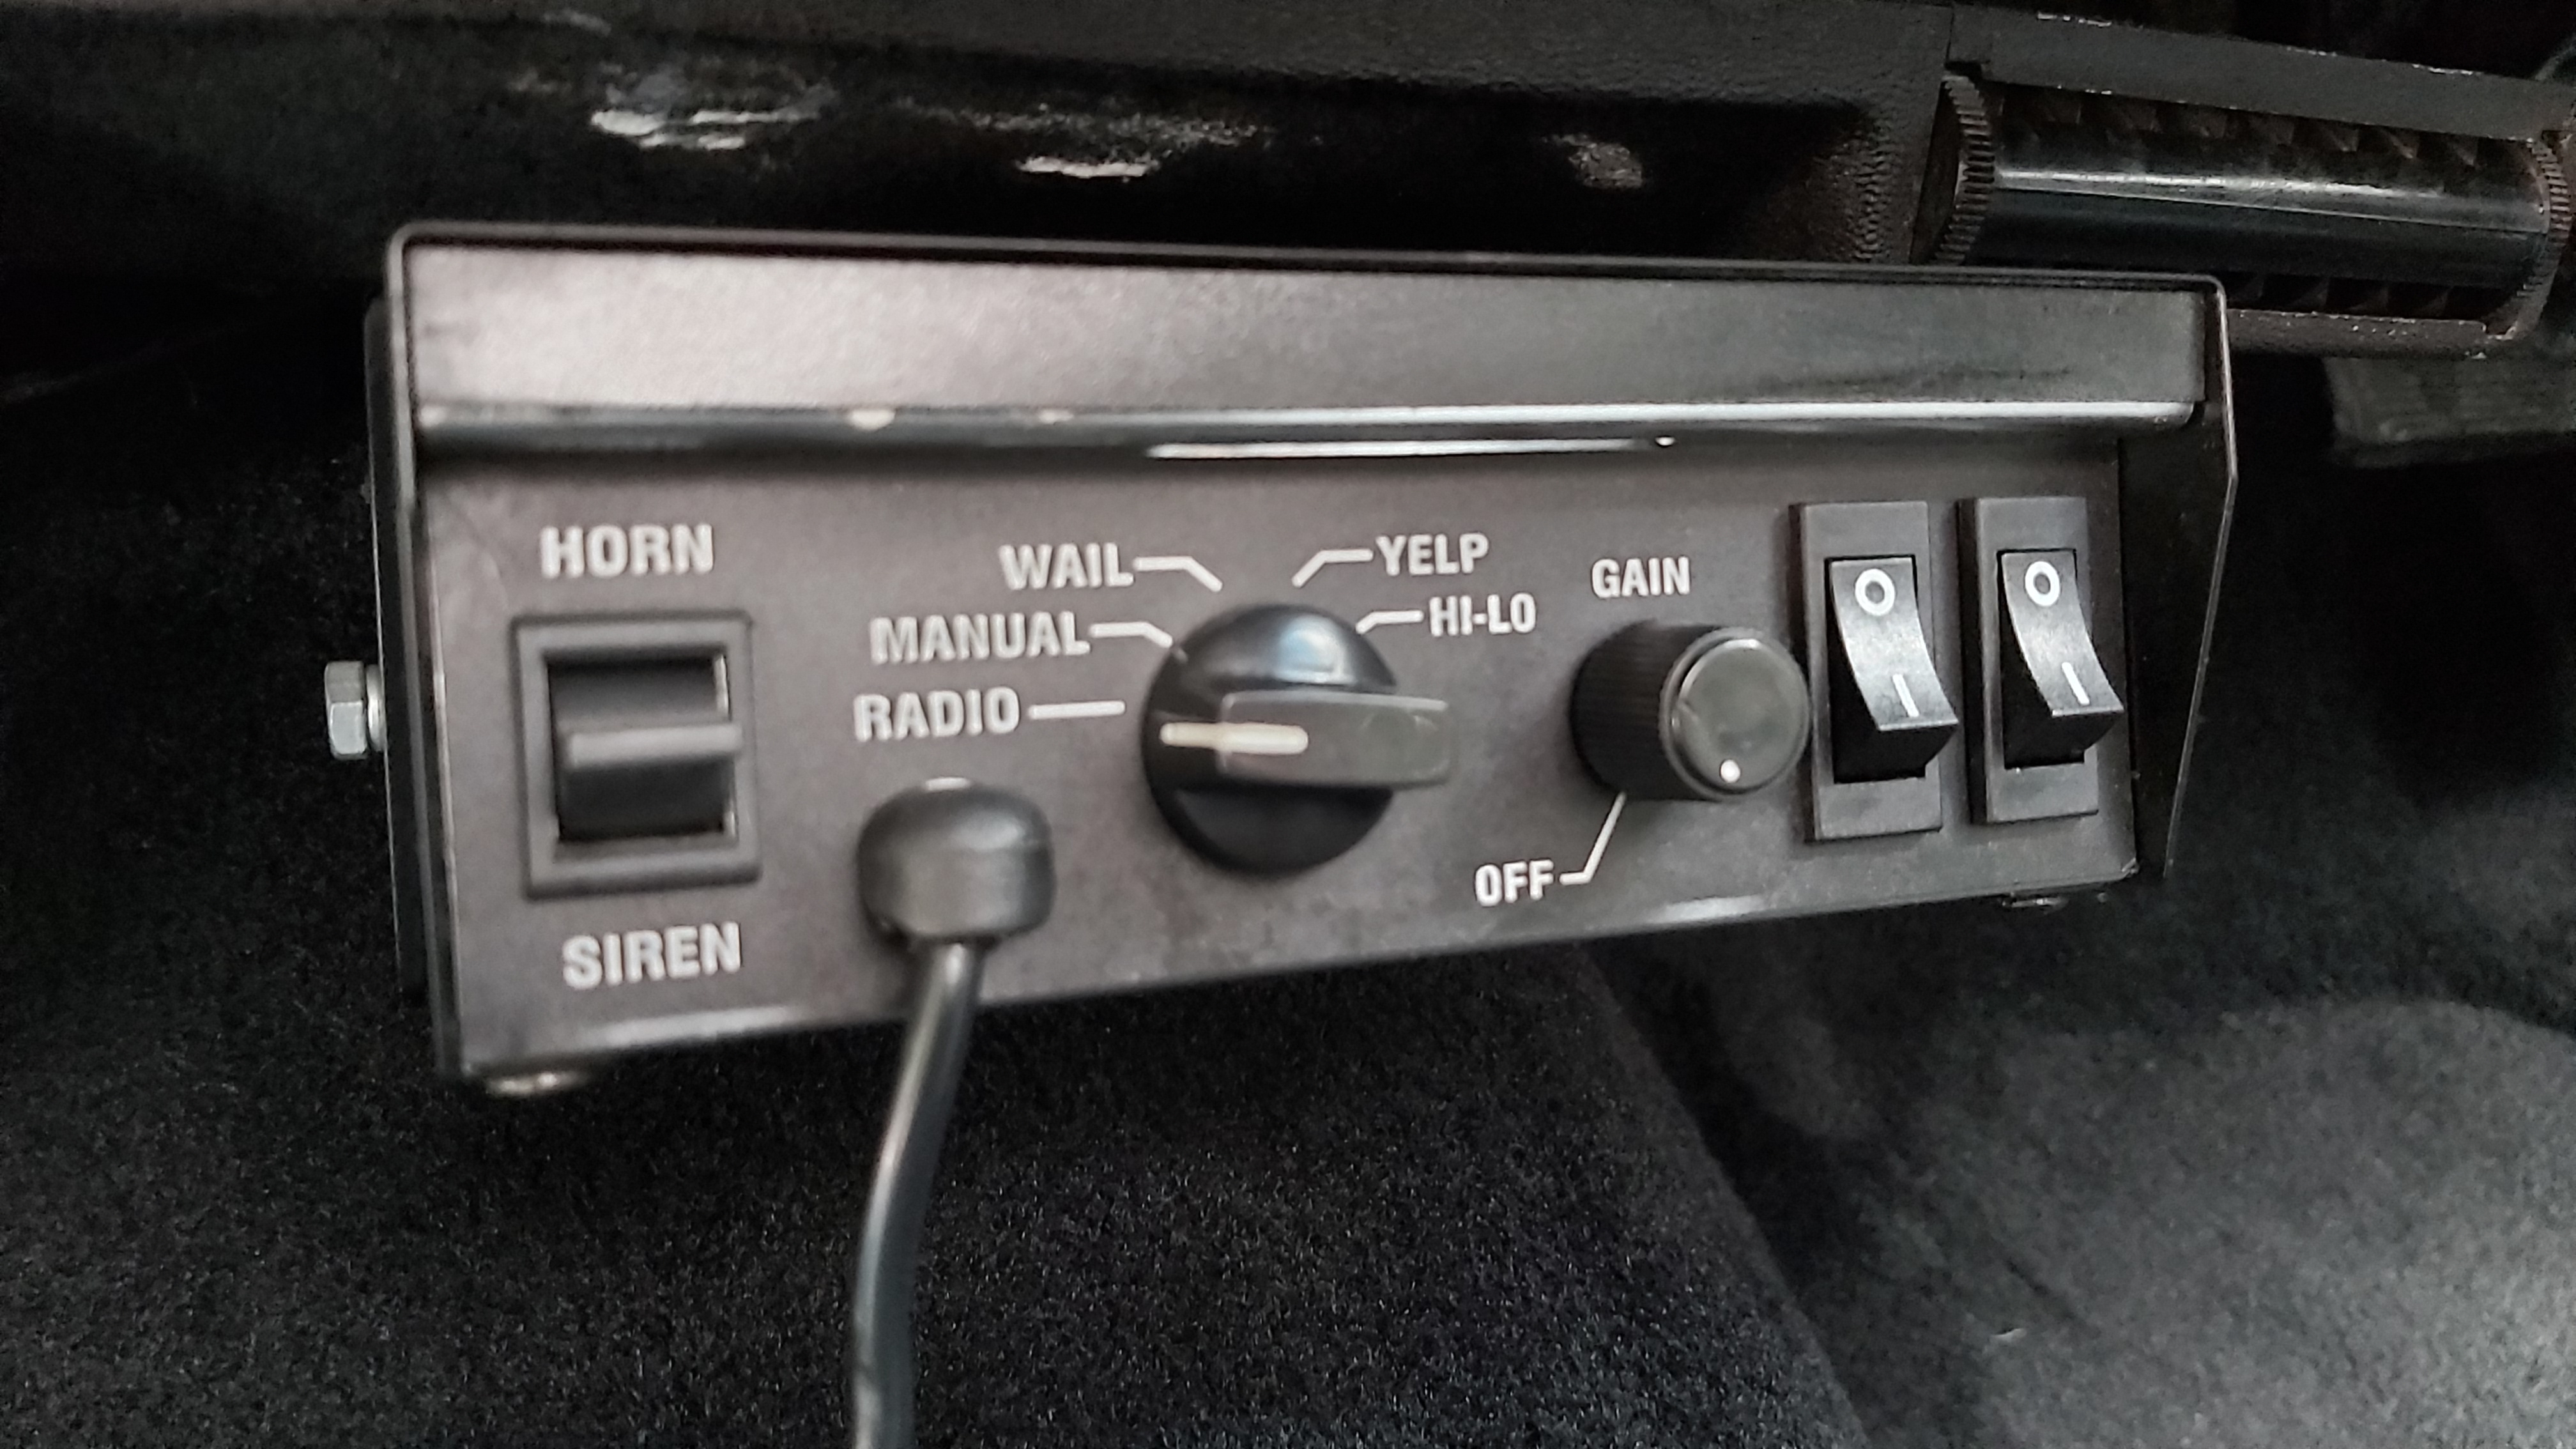 HORN
SIREN
WAIL
MANUAL
RADIO
YELP
HI-LO
GAIN
OFF
O
I
O
I